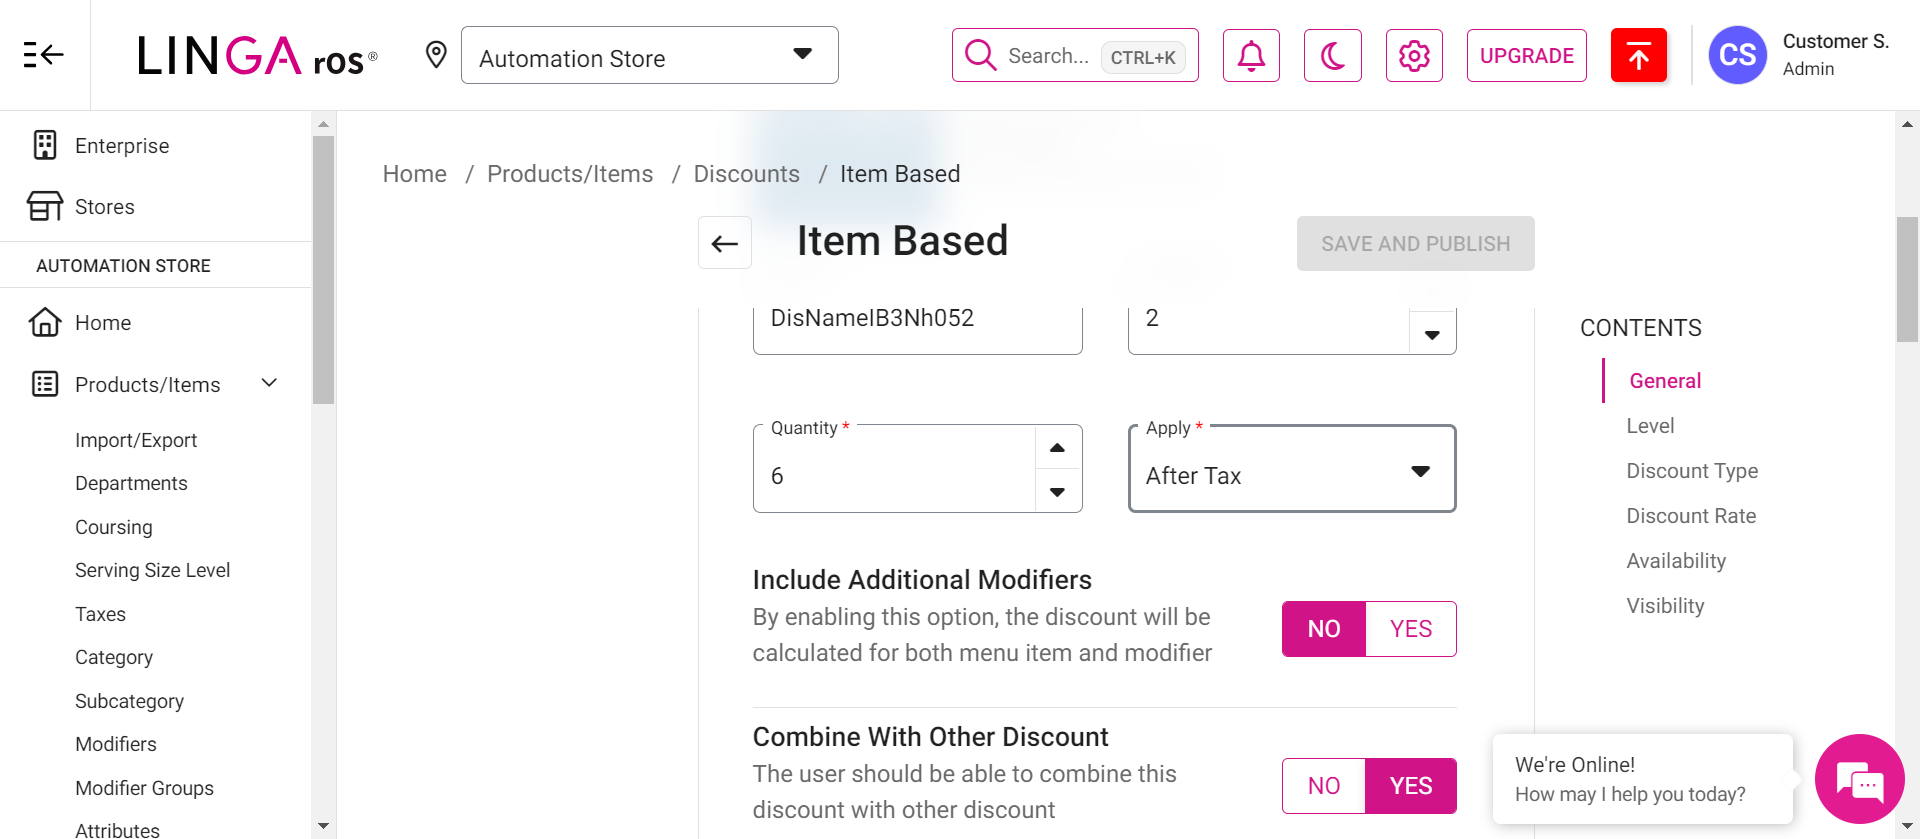 LINGA ros®
Automation Store
Search... CTRL+K
UPGRADE
CS
Customer S.
Admin
Enterprise
Stores
AUTOMATION STORE
Home
Products/Items
Import/Export
Departments
Coursing
Serving Size Level
Taxes
Category
Subcategory
Modifiers
Modifier Groups
Attributes
Home / Products/Items / Discounts / Item Based
Item Based
SAVE AND PUBLISH
DisNameIB3Nh052
2
Quantity *
6
Apply *
After Tax
Include Additional Modifiers
By enabling this option, the discount will be
calculated for both menu item and modifier
NO YES
Combine With Other Discount
The user should be able to combine this
discount with other discount
NO YES
CONTENTS
General
Level
Discount Type
Discount Rate
Availability
Visibility
We're Online!
How may I help you today?